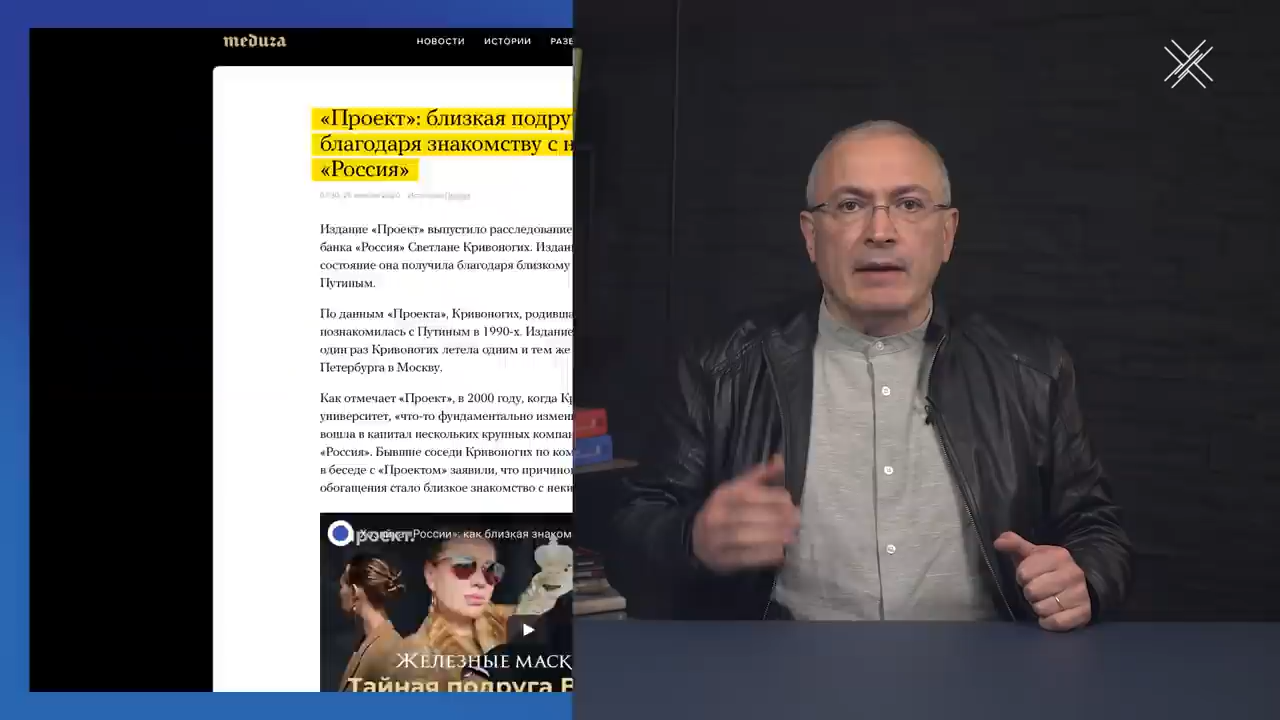 meduza
НОВОСТИ ИСТОРИИ РАЗБ
«Проект»: близкая подру
благодаря знакомству с н
«Россия»
Издание «Проект» выпустило расследование
банка «Россия» Светлане Кривоногих. Издан
состояние она получила благодаря близкому
Путиным.
По данным «Проекта», Кривоногих, родивша
познакомилась с Путиным в 1990-х. Издание
один раз Кривоногих летела одним и тем же
Петербурга в Москву.
Как отмечает «Проект», в 2000 году, когда Кр
университет, «что-то фундаментально измени
вошла в капитал нескольких крупных компан
«Россия». Бывшие соседи Кривоногих по ком
в беседе с «Проектом» заявили, что причиной
обогащения стало близкое знакомство с неки
России»: как близкая знаком
Проект.
ЖЕЛЕЗНЫЕ МАСК
Тайная подруга В